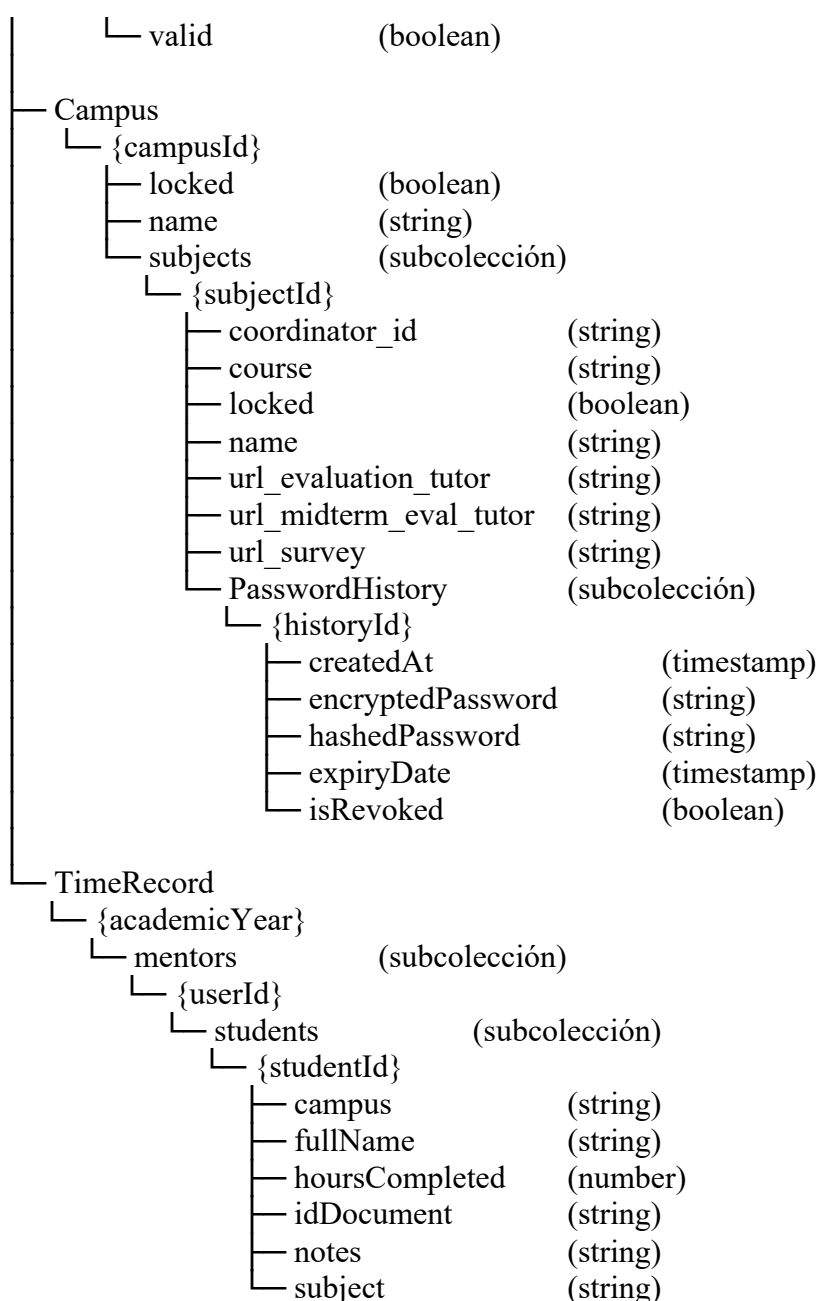 │ └── valid (boolean)
│
├── Campus
│ └── {campusId}
│ ├── locked (boolean)
│ ├── name (string)
│ └── subjects (subcolección)
│ └── {subjectId}
│ ├── coordinator_id (string)
│ ├── course (string)
│ ├── locked (boolean)
│ ├── name (string)
│ ├── url_evaluation_tutor (string)
│ ├── url_midterm_eval_tutor (string)
│ ├── url_survey (string)
│ └── PasswordHistory (subcolección)
│ └── {historyId}
│ ├── createdAt (timestamp)
│ ├── encryptedPassword (string)
│ ├── hashedPassword (string)
│ ├── expiryDate (timestamp)
│ └── isRevoked (boolean)
│
└── TimeRecord
└── {academicYear}
└── mentors (subcolección)
└── {userId}
└── students (subcolección)
└── {studentId}
├── campus (string)
├── fullName (string)
├── hoursCompleted (number)
├── idDocument (string)
├── notes (string)
└── subject (string)